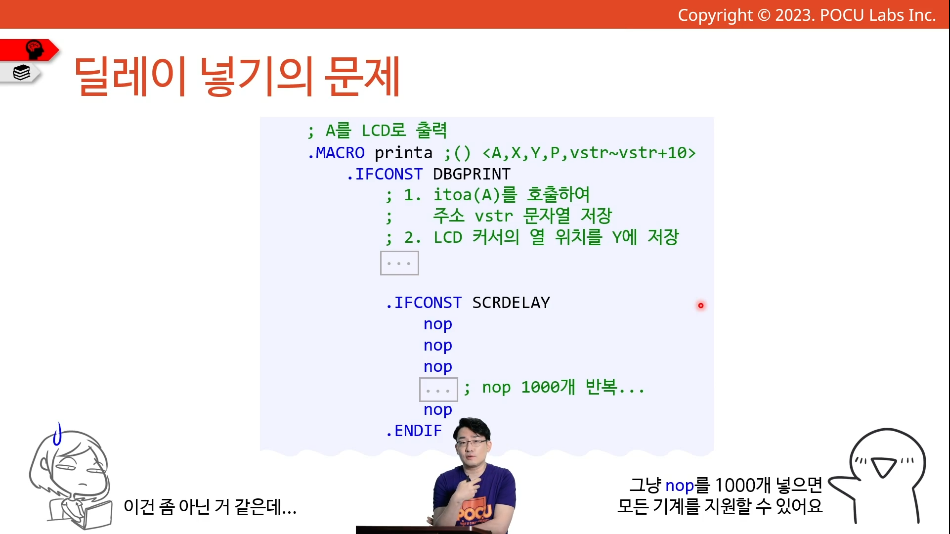 Copyright © 2023. POCU Labs Inc.
딜레이 넣기의 문제
; A를 LCD로 출력
.MACRO printa ;() <A,X,Y,P,vstr~vstr+10>
.IFCONST DBGPRINT
; 1. itoa(A)를 호출하여
;    주소 vstr 문자열 저장
; 2. LCD 커서의 열 위치를 Y에 저장
...
.IFCONST SCRDELAY
nop
nop
nop
... ; nop 1000개 반복...
nop
.ENDIF
이건 좀 아닌 거 같은데...
그냥 nop를 1000개 넣으면
모든 기계를 지원할 수 있어요
POCU